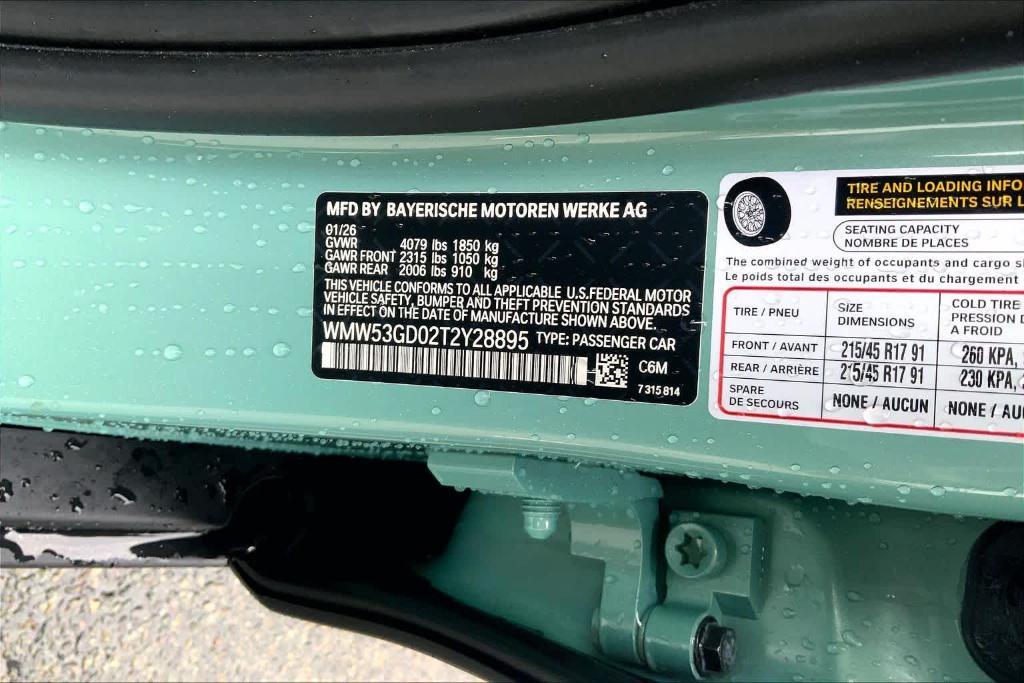 MFD BY BAYERISCHE MOTOREN WERKE AG
01/26
GVWR 4079 lbs 1850 kg
GAWR FRONT 2315 lbs 1050 kg
GAWR REAR 2006 lbs 910 kg
THIS VEHICLE CONFORMS TO ALL APPLICABLE U.S.FEDERAL MOTOR
VEHICLE SAFETY, BUMPER AND THEFT PREVENTION STANDARDS
IN EFFECT ON THE DATE OF MANUFACTURE SHOWN ABOVE.
WMW53GD02T2Y28895 TYPE: PASSENGER CAR
C6M
7 315 814
TIRE AND LOADING INFO
RENSEIGNEMENTS SUR L
SEATING CAPACITY
NOMBRE DE PLACES
The combined weight of occupants and cargo s
Le poids total des occupants et du chargement
TIRE / PNEU
SIZE
DIMENSIONS
COLD TIRE
PRESSION D
A FROID
FRONT / AVANT 215/45 R17 91 260 KPA,
REAR / ARRIÈRE 215/45 R17 91 230 KPA,
SPARE
DE SECOURS
NONE / AUCUN NONE / AU